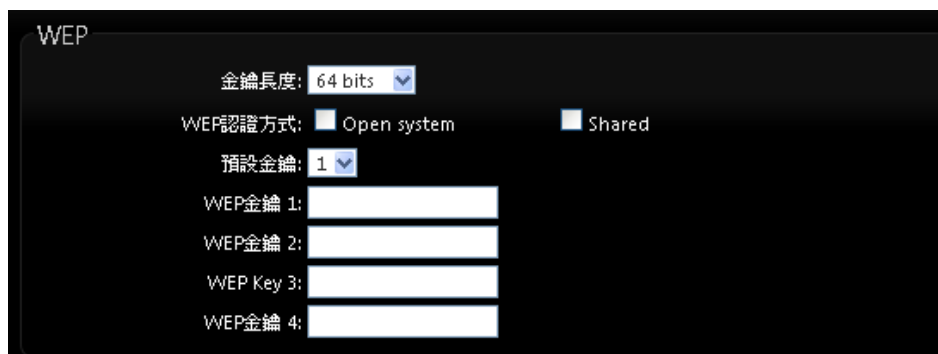 WEP
金鑰長度: 64 bits
WEP認證方式: Open system Shared
預設金鑰: 1
WEP金鑰 1:
WEP金鑰 2:
WEP Key 3:
WEP金鑰 4: